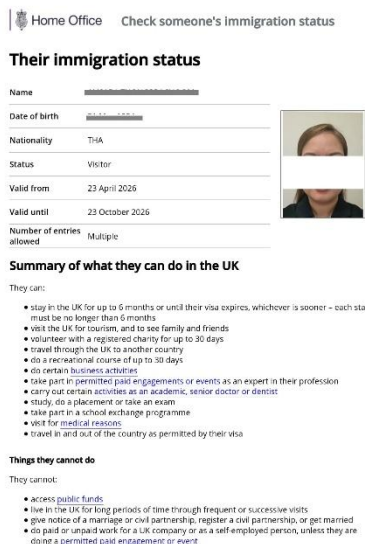 Home Office Check someone's immigration status
Their immigration status
Name
Date of birth
Nationality THA
Status Visitor
Valid from 23 April 2026
Valid until 23 October 2026
Number of entries
allowed Multiple
Summary of what they can do in the UK
They can:
• stay in the UK for up to 6 months or until their visa expires, whichever is sooner – each sta
must be no longer than 6 months
• visit the UK for tourism, and to see family and friends
• volunteer with a registered charity for up to 30 days
• travel through the UK to another country
• do a recreational course of up to 30 days
• do certain business activities
• take part in permitted paid engagements or events as an expert in their profession
• carry out certain activities as an academic, senior doctor or dentist
• study, do a placement or take an exam
• take part in a school exchange programme
• visit for medical reasons
• travel in and out of the country as permitted by their visa
Things they cannot do
They cannot:
• access public funds
• live in the UK for long periods of time through frequent or successive visits
• give notice of a marriage or civil partnership, register a civil partnership, or get married
• do paid or unpaid work for a UK company or as a self-employed person, unless they are
doing a permitted paid engagement or event